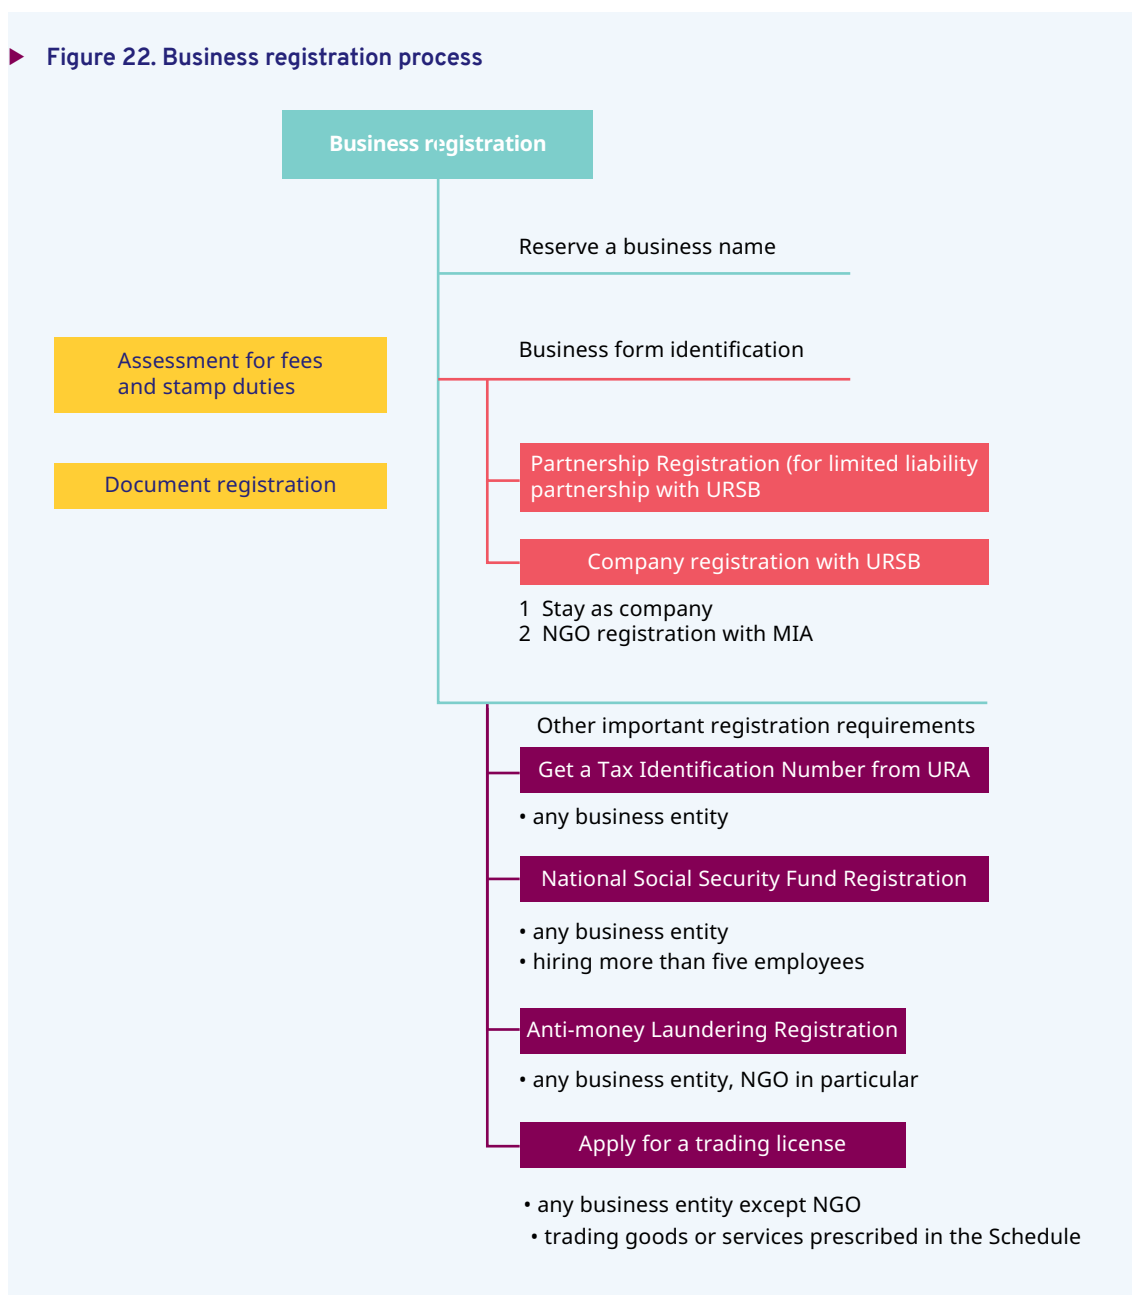 Figure 22. Business registration process
Business registration
Reserve a business name
Business form identification
Assessment for fees
and stamp duties
Document registration
Partnership Registration (for limited liability
partnership with URSB
Company registration with URSB
1 Stay as company
2 NGO registration with MIA
Other important registration requirements
Get a Tax Identification Number from URA
• any business entity
National Social Security Fund Registration
• any business entity
• hiring more than five employees
Anti-money Laundering Registration
• any business entity, NGO in particular
Apply for a trading license
• any business entity except NGO
• trading goods or services prescribed in the Schedule